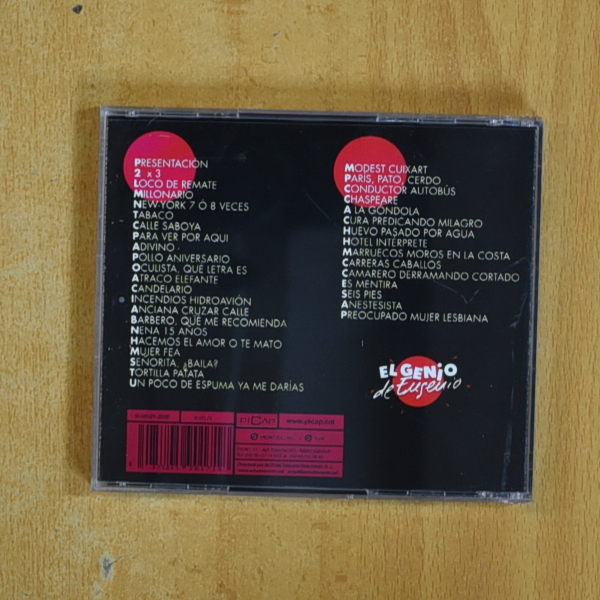 PRESENTACIÓN
2 x 3
LOCO DE REMATE
MILLONARIO
NEW-YORK 7 Ó 8 VECES
TABACO
CALLE SABOYA
PARA VER POR AQUI
ADIVINO
POLLO ANIVERSARIO
OCULISTA, QUÉ LETRA ES
ATRACO ELEFANTE
CANDELARIO
INCENDIOS HIDROAVIÓN
ANCIANA CRUZAR CALLE
BARBERO, QUÉ ME RECOMIENDA
NENA 15 AÑOS
HACEMOS EL AMOR O TE MATO
MUJER FEA
SEÑORITA, ¿BAILA?
TORTILLA PATATA
UN POCO DE ESPUMA YA ME DARÍAS
MODEST CUIXART
PARÍS, PATO, CERDO
CONDUCTOR AUTOBÚS
CHASPEARE
A LA GÓNDOLA
CURA PREDICANDO MILAGRO
HUEVO PASADO POR AGUA
HOTEL INTÉRPRETE
MARRUECOS MOROS EN LA COSTA
CARRERAS CABALLOS
CAMARERO DERRAMANDO CORTADO
ES MENTIRA
SEIS PIES
ANESTESISTA
PREOCUPADO MUJER LESBIANA
EL GENIO
de Eugenio
PICAP
www.picap.cat